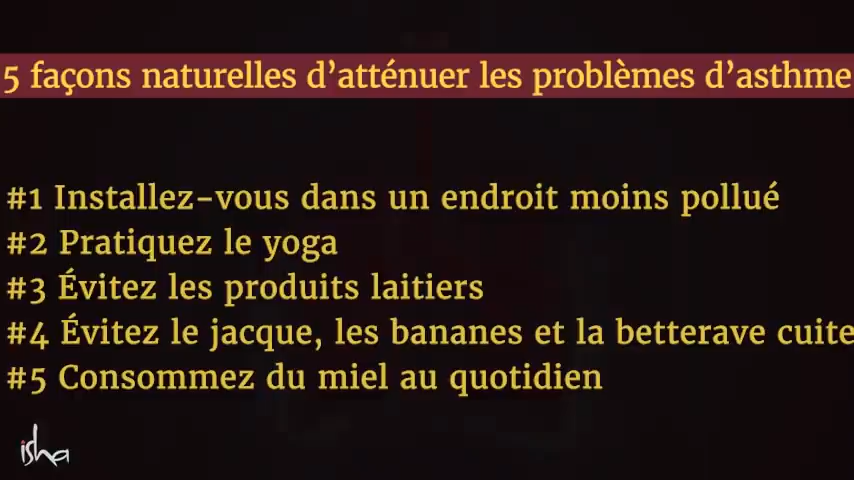 5 façons naturelles d’atténuer les problèmes d’asthme
#1 Installez-vous dans un endroit moins pollué
#2 Pratiquez le yoga
#3 Évitez les produits laitiers
#4 Évitez le jacque, les bananes et la betterave cuite
#5 Consommez du miel au quotidien
isha